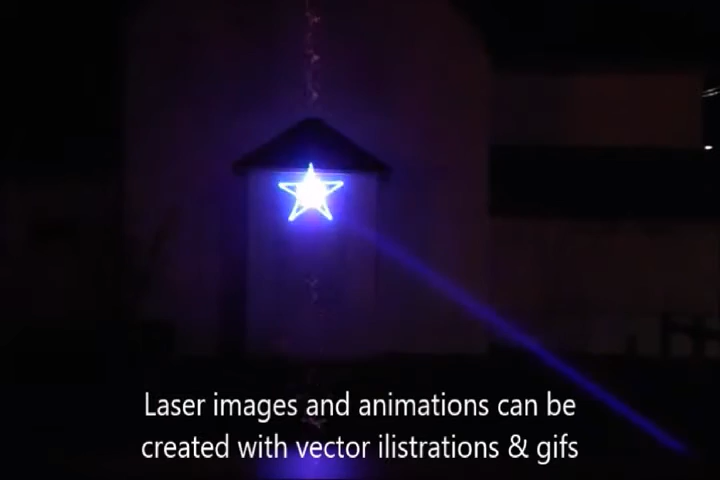 Laser images and animations can be
created with vector ilistrations & gifs